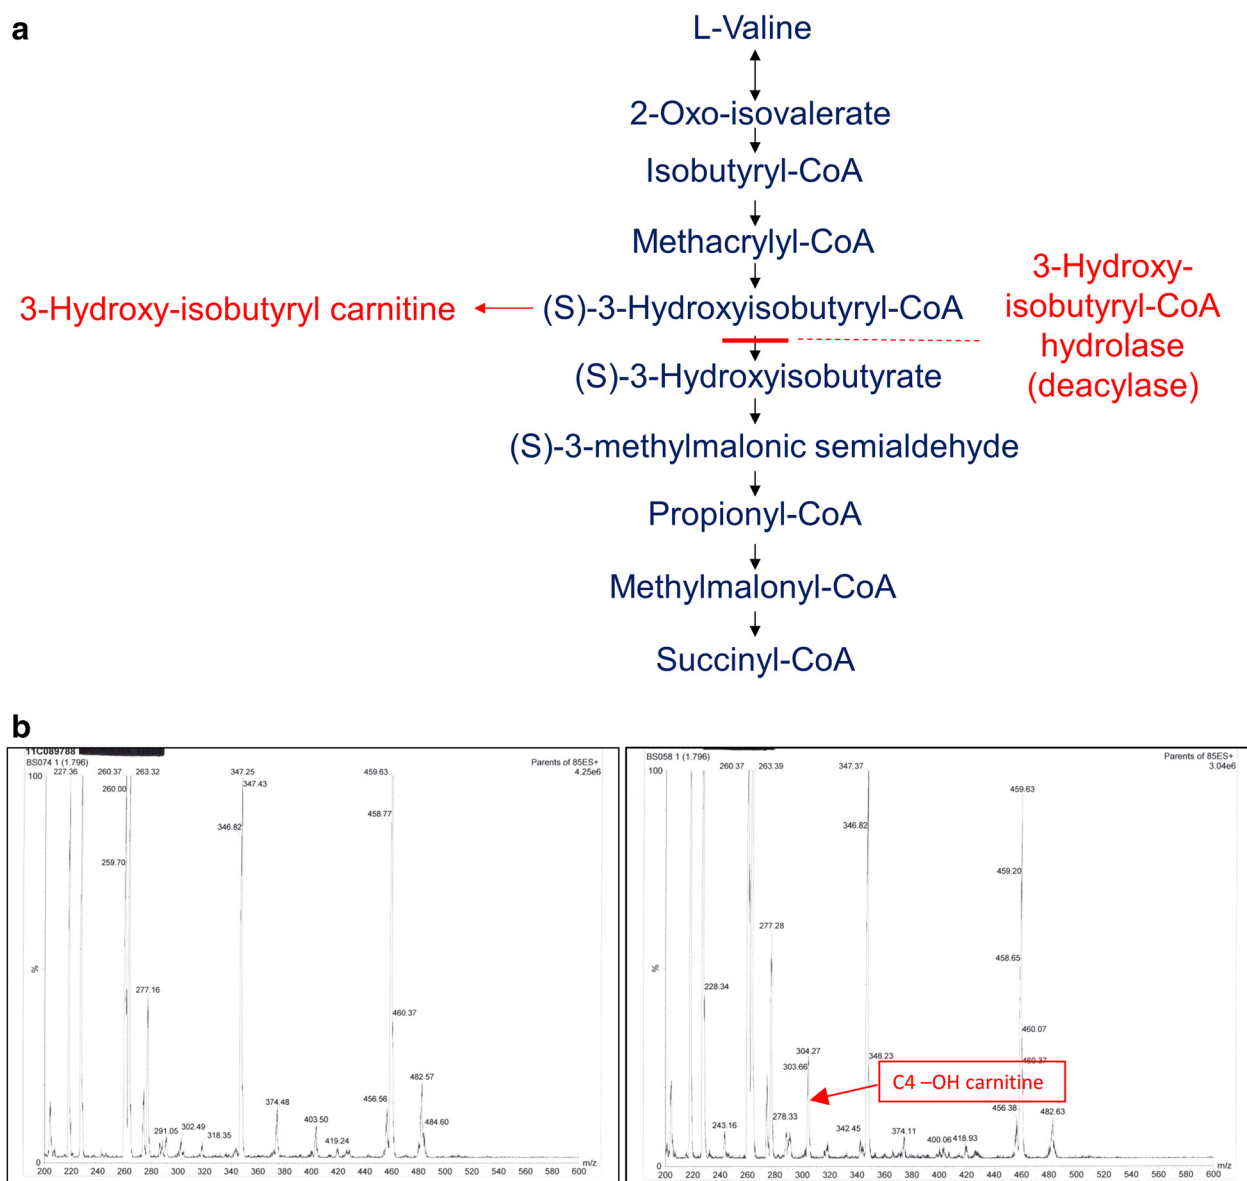 a
L-Valine
2-Oxo-isovalerate
Isobutyryl-CoA
Methacrylyl-CoA
3-Hydroxy-isobutyryl carnitine
(S)-3-Hydroxyisobutyryl-CoA
3-Hydroxy-
isobutyryl-CoA
hydrolase
(deacylase)
(S)-3-Hydroxyisobutyrate
(S)-3-methylmalonic semialdehyde
Propionyl-CoA
Methylmalonyl-CoA
Succinyl-CoA
b
11C089788
BS074 1 (1.796)
Parents of 85ES+
4.25e6
100
227.36
260.37
263.32
347.25
459.63
260.00
347.43
458.77
346.82
259.70
%
277.16
460.37
482.57
374.48
456.56
403.50
484.60
291.05
302.49
318.35
419.24
0
200 220 240 260 280 300 320 340 360 380 400 420 440 460 480 500 520 540 560 580 600
m/z
BS058 1 (1.796)
Parents of 85ES+
3.04e6
100
260.37
263.39
347.37
459.63
346.82
459.20
277.28
458.65
%
228.34
460.07
304.27
348.23
303.66
460.37
C4 –OH carnitine
456.38
482.63
278.33
243.16
342.45
374.11
400.06
418.93
0
200 220 240 260 280 300 320 340 360 380 400 420 440 460 480 500 520 540 560 580 600
m/z